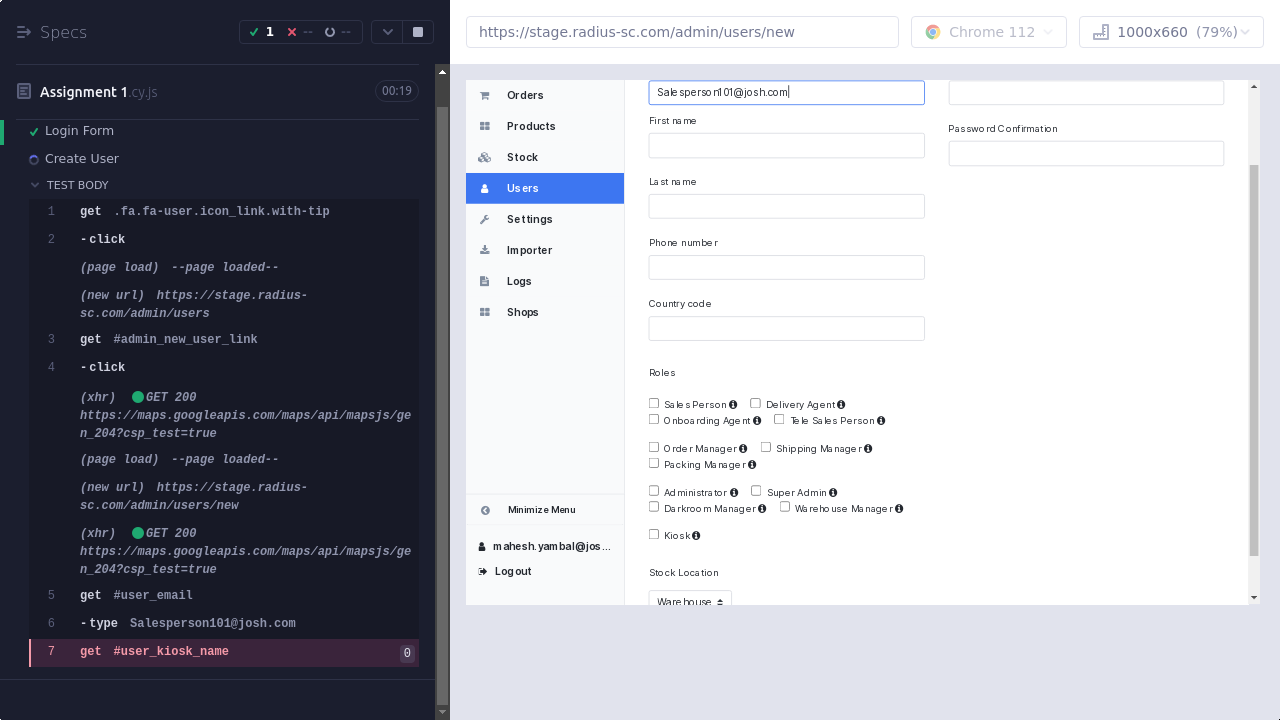 Specs
1
--
--
https://stage.radius-sc.com/admin/users/new
Chrome 112
1000x660 (79%)
Assignment 1.cy.js
00:19
Login Form
Create User
TEST BODY
1 get .fa.fa-user.icon_link.with-tip
2 -click
(page load) --page loaded--
(new url) https://stage.radius-
sc.com/admin/users
3 get #admin_new_user_link
4 -click
(xhr) GET 200
https://maps.googleapis.com/maps/api/mapsjs/ge
n_204?csp_test=true
(page load) --page loaded--
(new url) https://stage.radius-
sc.com/admin/users/new
(xhr) GET 200
https://maps.googleapis.com/maps/api/mapsjs/ge
n_204?csp_test=true
5 get #user_email
6 -type Salesperson101@josh.com
7 get #user_kiosk_name 0
Orders
Products
Stock
Users
Settings
Importer
Logs
Shops
Minimize Menu
mahesh.yambal@jos...
Logout
Salesperson101@josh.com
First name
Last name
Phone number
Country code
Password Confirmation
Roles
Sales Person Delivery Agent
Onboarding Agent Tele Sales Person
Order Manager Shipping Manager
Packing Manager
Administrator Super Admin
Darkroom Manager Warehouse Manager
Kiosk
Stock Location
Warehouse